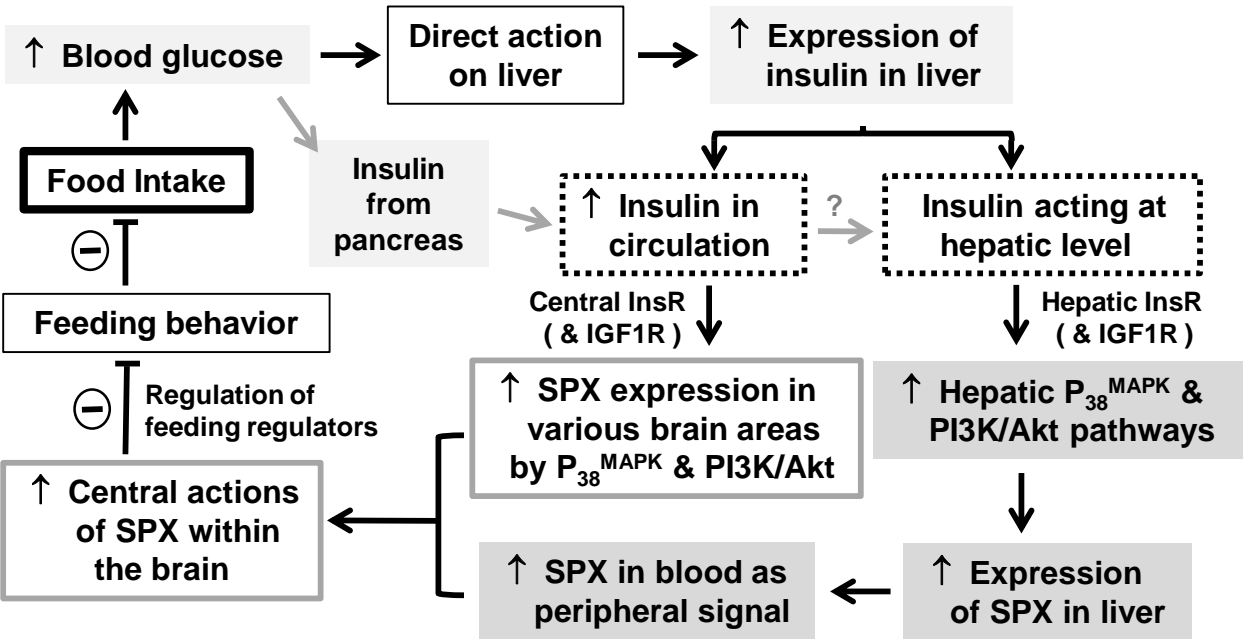 ↑ Blood glucose
Direct action
on liver
↑ Expression of
insulin in liver
Food Intake
Insulin
from
pancreas
↑ Insulin in
circulation
?
Insulin acting at
hepatic level
−
Feeding behavior
Central InsR
( & IGF1R )
Hepatic InsR
( & IGF1R )
−
Regulation of
feeding regulators
↑ SPX expression in
various brain areas
by P₃₈ᴹᴬᴾᴷ & PI3K/Akt
↑ Hepatic P₃₈ᴹᴬᴾᴷ &
PI3K/Akt pathways
↑ Central actions
of SPX within
the brain
↑ SPX in blood as
peripheral signal
↑ Expression
of SPX in liver